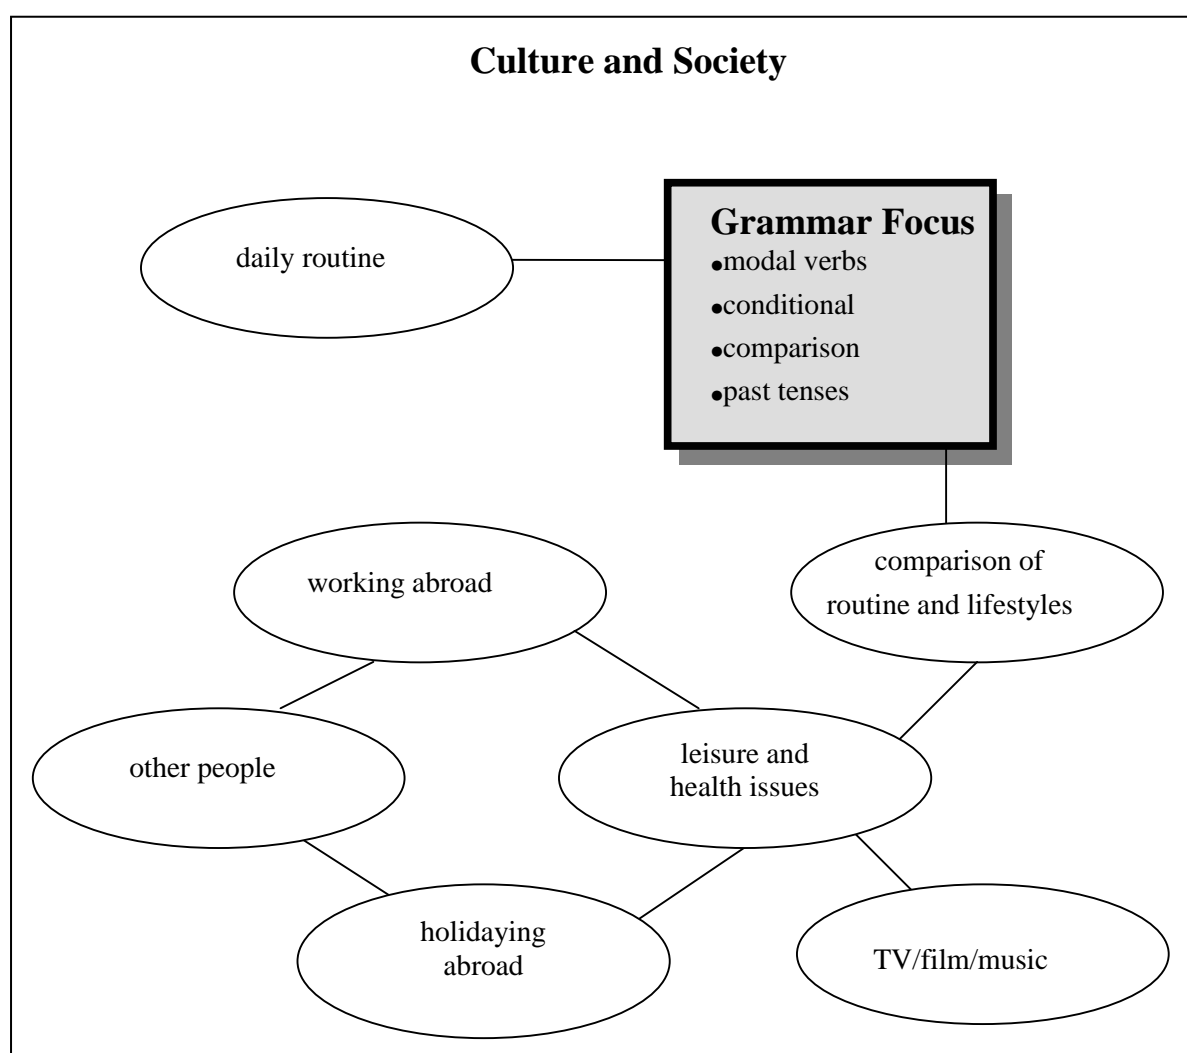 Culture and Society
daily routine
Grammar Focus
•modal verbs
•conditional
•comparison
•past tenses
working abroad
comparison of
routine and lifestyles
other people
leisure and
health issues
holidaying
abroad
TV/film/music